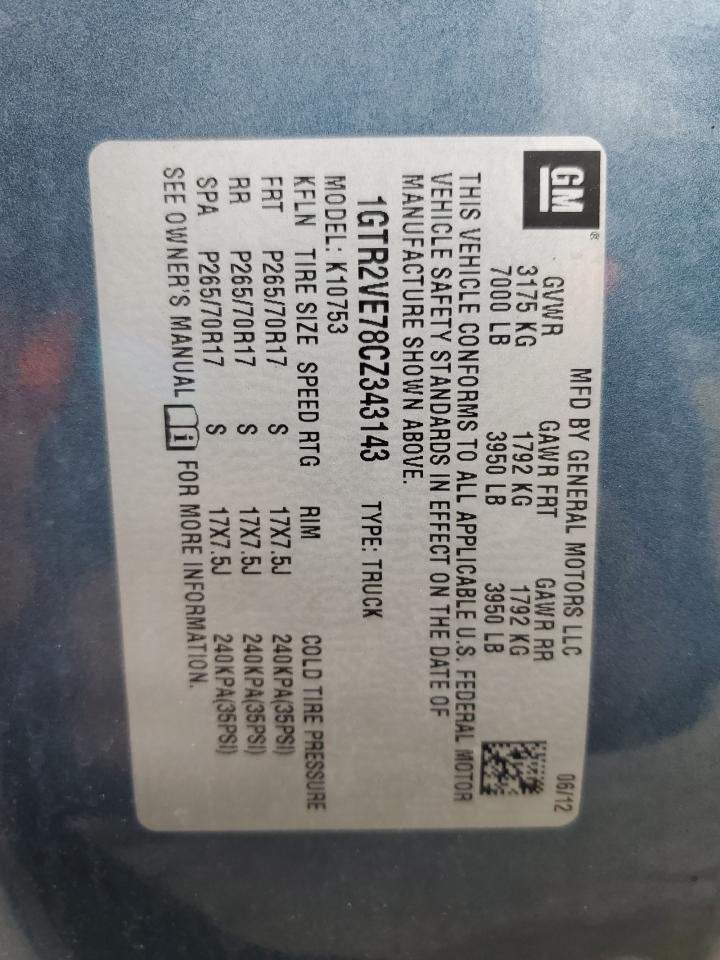 GM ® MFD BY GENERAL MOTORS LLC 06/12
GVWR GAWR FRT GAWR RR
3175 KG 1792 KG 1792 KG
7000 LB 3950 LB 3950 LB
THIS VEHICLE CONFORMS TO ALL APPLICABLE U.S. FEDERAL MOTOR
VEHICLE SAFETY STANDARDS IN EFFECT ON THE DATE OF
MANUFACTURE SHOWN ABOVE.
1GTR2VE78CZ343143 TYPE: TRUCK
MODEL: K10753
KFLN TIRE SIZE SPEED RTG RIM COLD TIRE PRESSURE
FRT P265/70R17 S 17X7.5J 240KPA(35PSI)
RR P265/70R17 S 17X7.5J 240KPA(35PSI)
SPA P265/70R17 S 17X7.5J 240KPA(35PSI)
SEE OWNER'S MANUAL i FOR MORE INFORMATION.